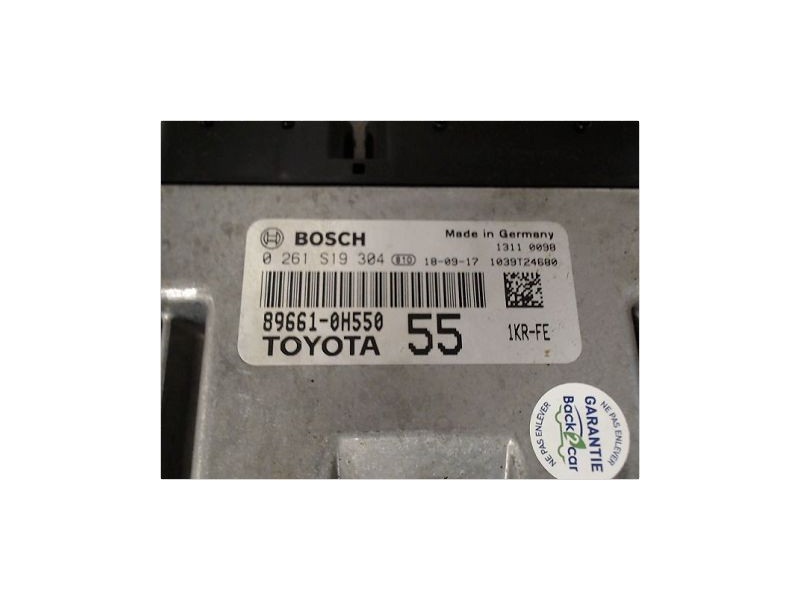 BOSCH
Made in Germany
1311 0098
0 261 S19 304 B10 18-09-17 1039T24680
89661-0H550
TOYOTA
55
1KR-FE
NE PAS ENLEVER
GARANTIE
Back2car
NE PAS ENLEVER